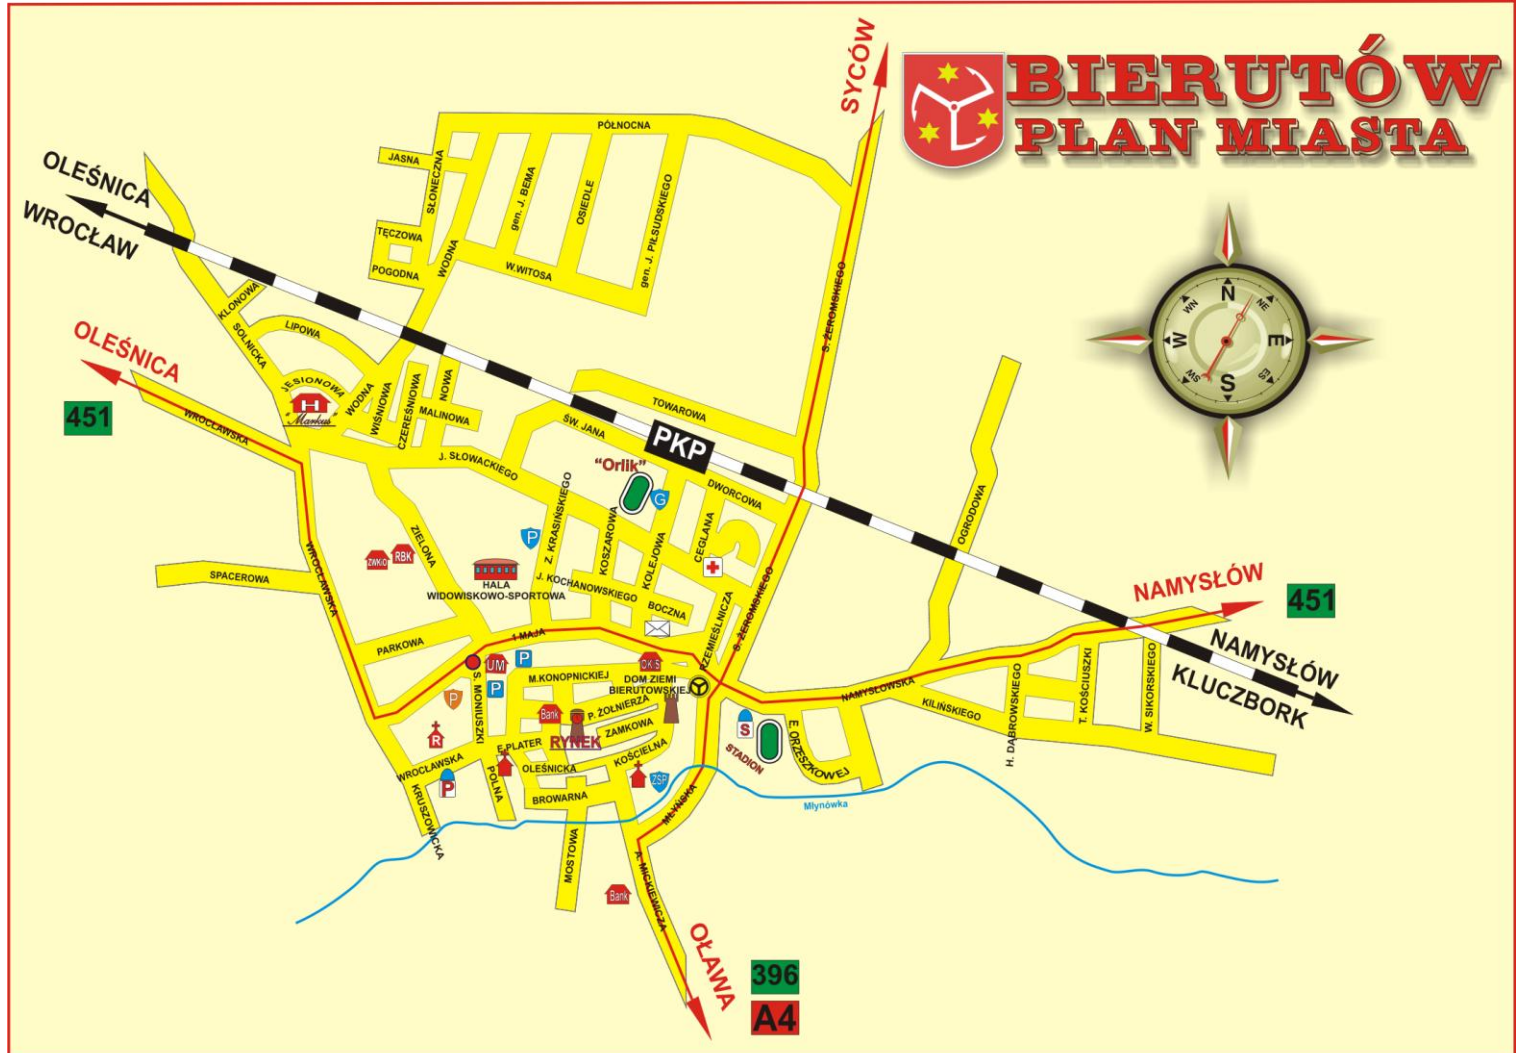 BIERUTÓW
PLAN MIASTA
SYCÓW
OLEŚNICA
WROCŁAW
OLEŚNICA
451
PÓŁNOCNA
JASNA
SŁONECZNA
gen. J. BEMA
OSIEDLE
gen. J. PIŁSUDSKIEGO
TĘCZOWA
POGODNA
WODNA
W.WITOSA
S. ŻEROMSKIEGO
N
NE
E
ES
S
SW
W
WN
KLONOWA
SOLNICKA
LIPOWA
JESIONOWA
H
"Markus"
WODNA
WIŚNIOWA
CZEREŚNIOWA
NOWA
MALINOWA
WROCŁAWSKA
J. SŁOWACKIEGO
ŚW. JANA
TOWAROWA
PKP
"Orlik"
G
DWORCOWA
CEGLANA
OGRODOWA
ZIELONA
P
Z. KRASIŃSKIEGO
KOSZAROWA
KOLEJOWA
ZWKiO
RBK
HALA
WIDOWISKOWO-SPORTOWA
J. KOCHANOWSKIEGO
BOCZNA
RZEMIEŚLNICZA
S. ŻEROMSKIEGO
WROCŁAWSKA
SPACEROWA
PARKOWA
1 MAJA
NAMYSŁÓW
451
NAMYSŁÓW
KLUCZBORK
UM
P
P
P
S. MONIUSZKI
M.KONOPNICKIEJ
OKiS
DOM ZIEMI
BIERUTOWSKIEJ
NAMYSŁOWSKA
KILIŃSKIEGO
H. DĄBROWSKIEGO
T. KOŚCIUSZKI
W. SIKORSKIEGO
Bank
P. ŻOŁNIERZA
ZAMKOWA
RYNEK
E.PLATER
OLEŚNICKA
KOŚCIELNA
R
WROCŁAWSKA
P
POLNA
BROWARNA
ZSP
S
STADION
E. ORZESZKOWEJ
KRUSZOWICKA
MOSTOWA
MŁYŃSKA
Młynówka
Bank
A. MICKIEWICZA
OŁAWA
396
A4